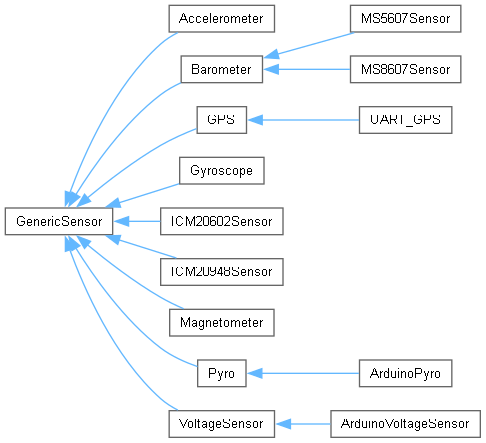 Accelerometer
MS5607Sensor
Barometer
MS8607Sensor
GPS
UART_GPS
Gyroscope
GenericSensor
ICM20602Sensor
ICM20948Sensor
Magnetometer
Pyro
ArduinoPyro
VoltageSensor
ArduinoVoltageSensor